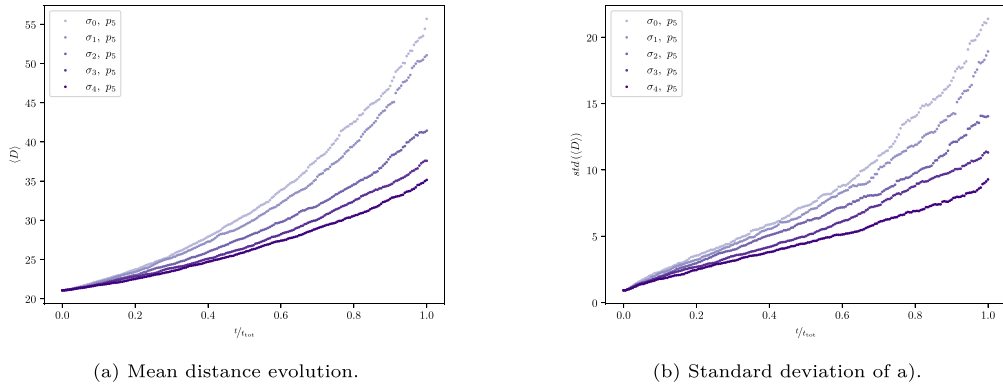 55
50
45
40
35
30
25
20
⟨D⟩
σ₀, p₅
σ₁, p₅
σ₂, p₅
σ₃, p₅
σ₄, p₅
0.0 0.2 0.4 0.6 0.8 1.0
t/t_tot
(a) Mean distance evolution.
20
15
10
5
0
std (⟨D⟩)
σ₀, p₅
σ₁, p₅
σ₂, p₅
σ₃, p₅
σ₄, p₅
0.0 0.2 0.4 0.6 0.8 1.0
t/t_tot
(b) Standard deviation of a).